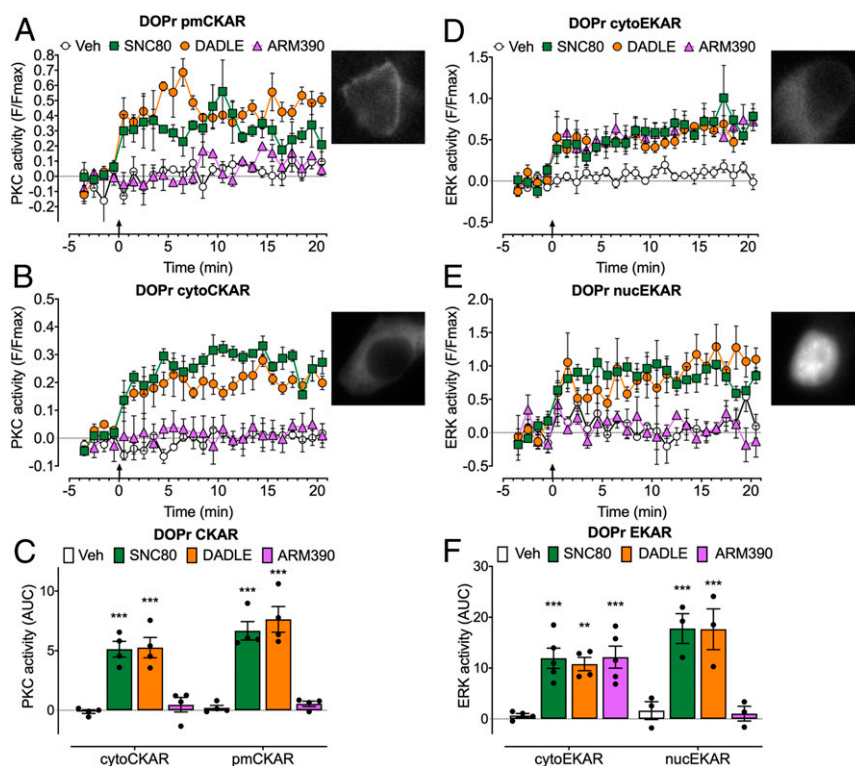 A
DOPr pmCKAR
Veh SNC80 DADLE ARM390
PKC activity (F/Fmax)
0.8
0.7
0.6
0.5
0.4
0.3
0.2
0.1
0.0
-0.1
-0.2
-5 0 5 10 15 20
Time (min)
B
DOPr cytoCKAR
PKC activity (F/Fmax)
0.5
0.4
0.3
0.2
0.1
0.0
-0.1
-5 0 5 10 15 20
Time (min)
C
DOPr CKAR
Veh SNC80 DADLE ARM390
PKC activity (AUC)
10
5
0
*** *** *** ***
cytoCKAR pmCKAR
D
DOPr cytoEKAR
Veh SNC80 DADLE ARM390
ERK activity (F/Fmax)
1.5
1.0
0.5
0.0
-0.5
-5 0 5 10 15 20
Time (min)
E
DOPr nucEKAR
ERK activity (F/Fmax)
2.0
1.5
1.0
0.5
0.0
-0.5
-5 0 5 10 15 20
Time (min)
F
DOPr EKAR
Veh SNC80 DADLE ARM390
ERK activity (AUC)
30
20
10
0
*** ** *** *** ***
cytoEKAR nucEKAR